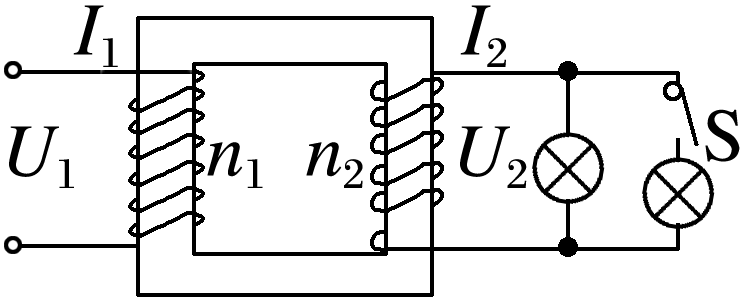 I₁ I₂
U₁ n₁ n₂ U₂ S